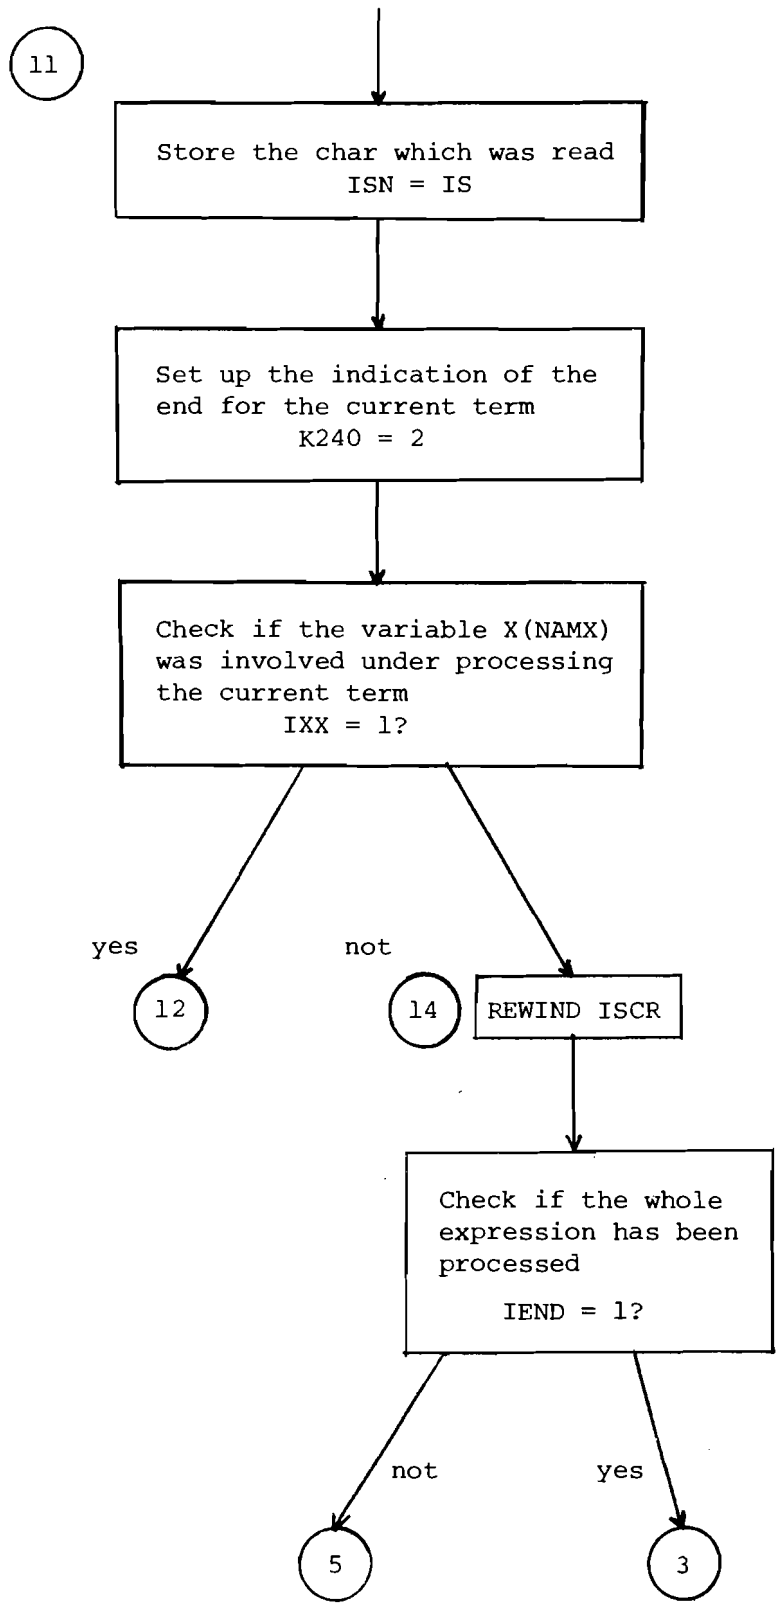 11
Store the char which was read
ISN = IS
Set up the indication of the
end for the current term
K240 = 2
Check if the variable X(NAMX)
was involved under processing
the current term
IXX = 1?
yes
not
12
14
REWIND ISCR
Check if the whole
expression has been
processed
IEND = 1?
not
yes
5
3